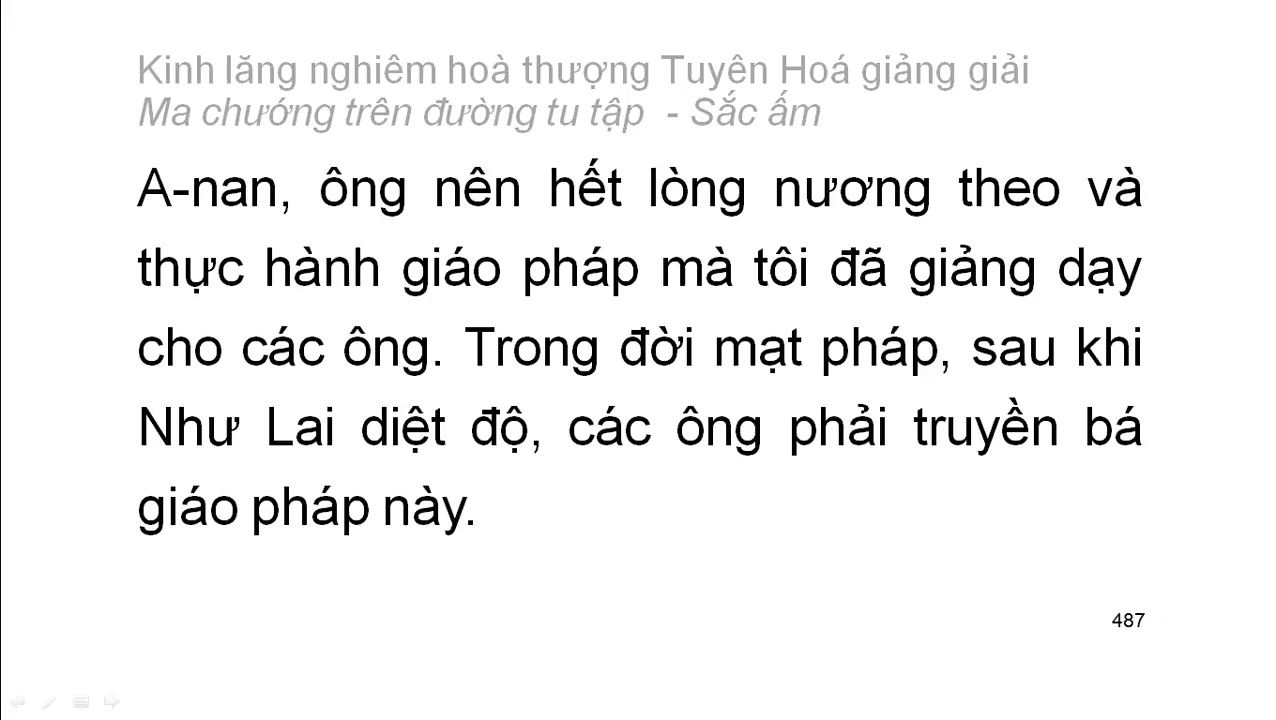 Kinh lăng nghiêm hoà thượng Tuyên Hoá giảng giải
Ma chướng trên đường tu tập - Sắc ấm
A-nan, ông nên hết lòng nương theo và
thực hành giáo pháp mà tôi đã giảng dạy
cho các ông. Trong đời mạt pháp, sau khi
Như Lai diệt độ, các ông phải truyền bá
giáo pháp này.
487